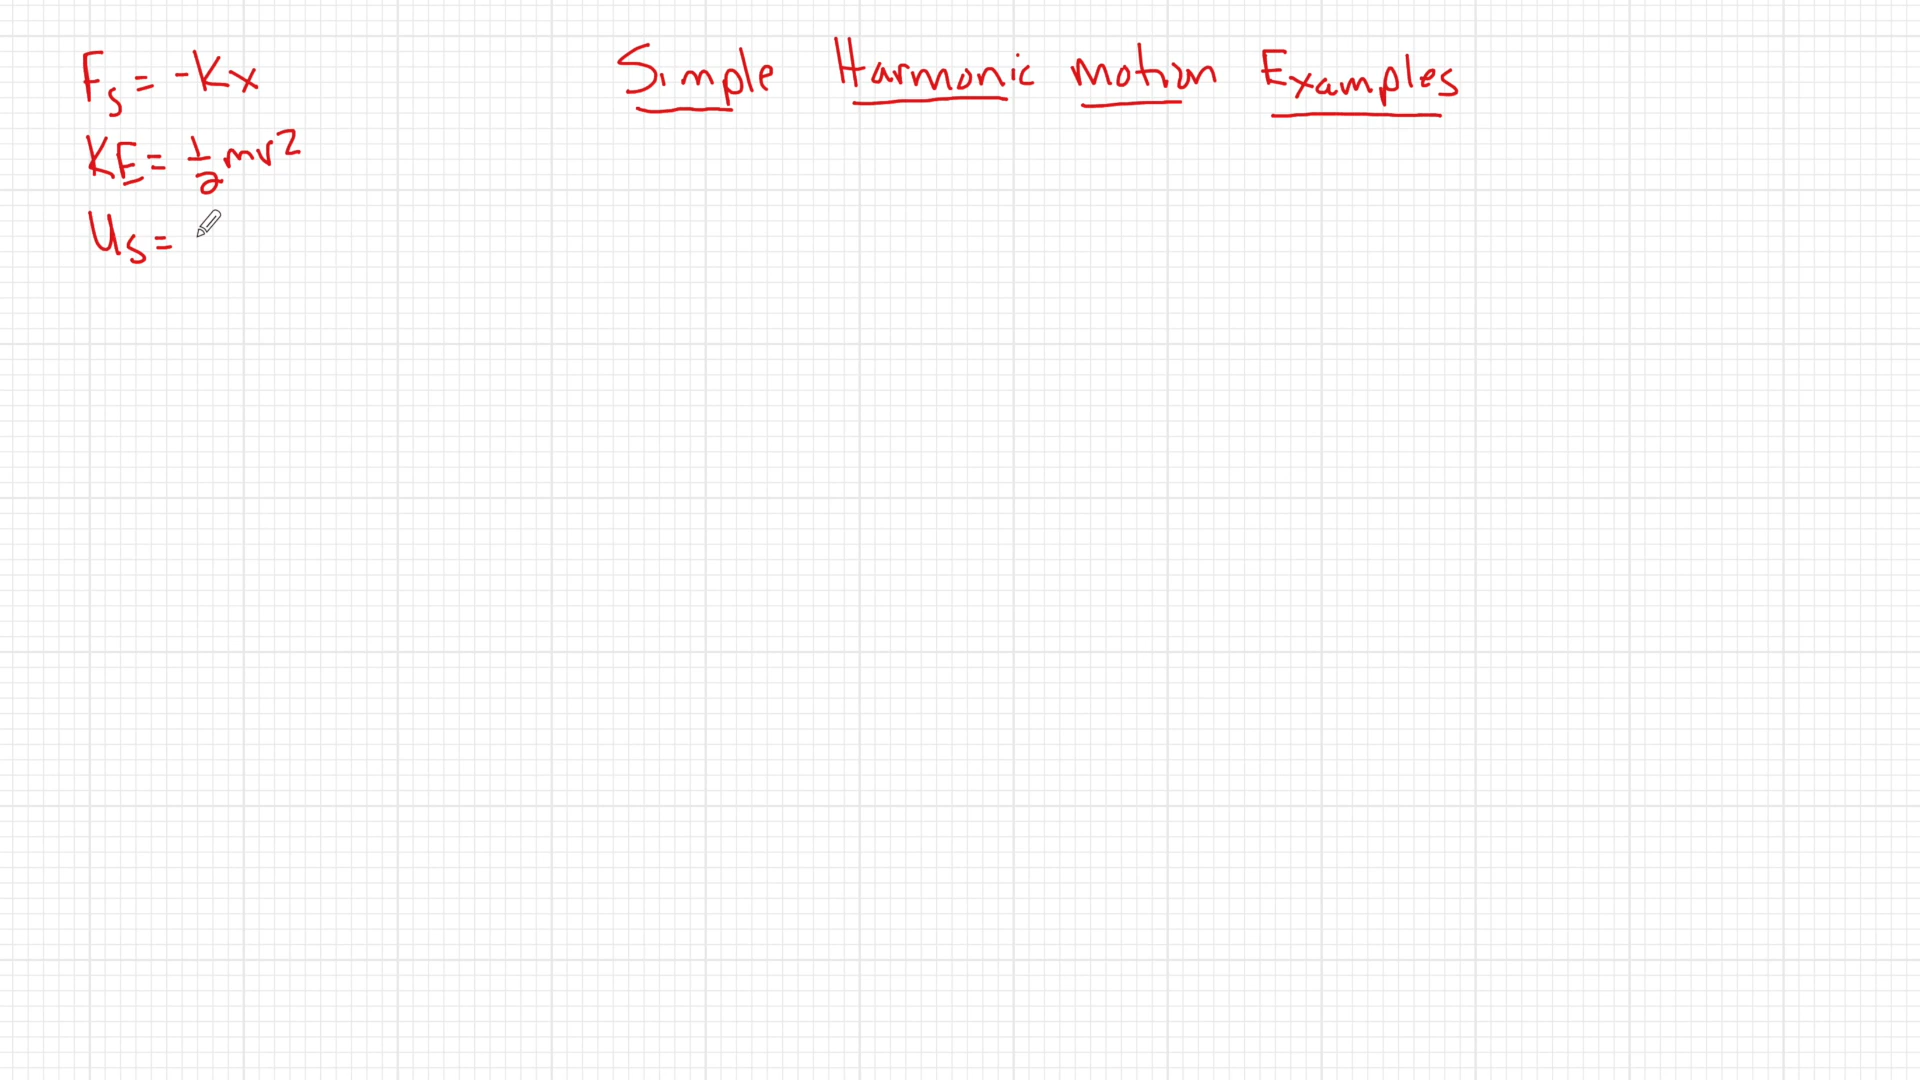 Simple Harmonic Motion Examples
Fs = -Kx
KE = 1/2 mv²
Us =